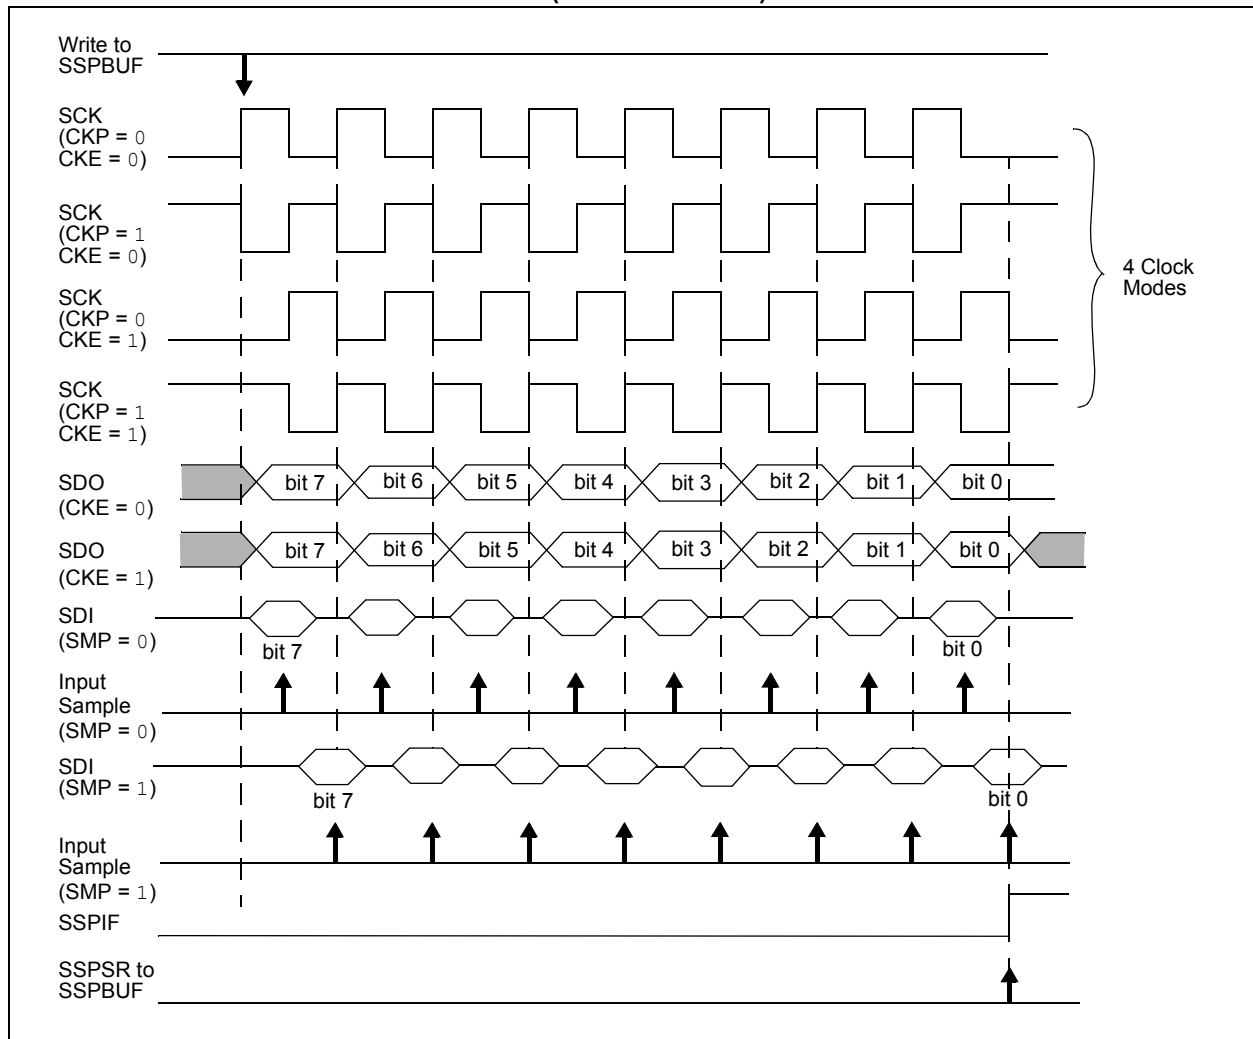 Write to
SSPBUF
SCK
(CKP = 0
CKE = 0)
SCK
(CKP = 1
CKE = 0)
SCK
(CKP = 0
CKE = 1)
SCK
(CKP = 1
CKE = 1)
4 Clock
Modes
SDO
(CKE = 0)
bit 7 bit 6 bit 5 bit 4 bit 3 bit 2 bit 1 bit 0
SDO
(CKE = 1)
bit 7 bit 6 bit 5 bit 4 bit 3 bit 2 bit 1 bit 0
SDI
(SMP = 0)
bit 7 bit 0
Input
Sample
(SMP = 0)
SDI
(SMP = 1)
bit 7 bit 0
Input
Sample
(SMP = 1)
SSPIF
SSPSR to
SSPBUF